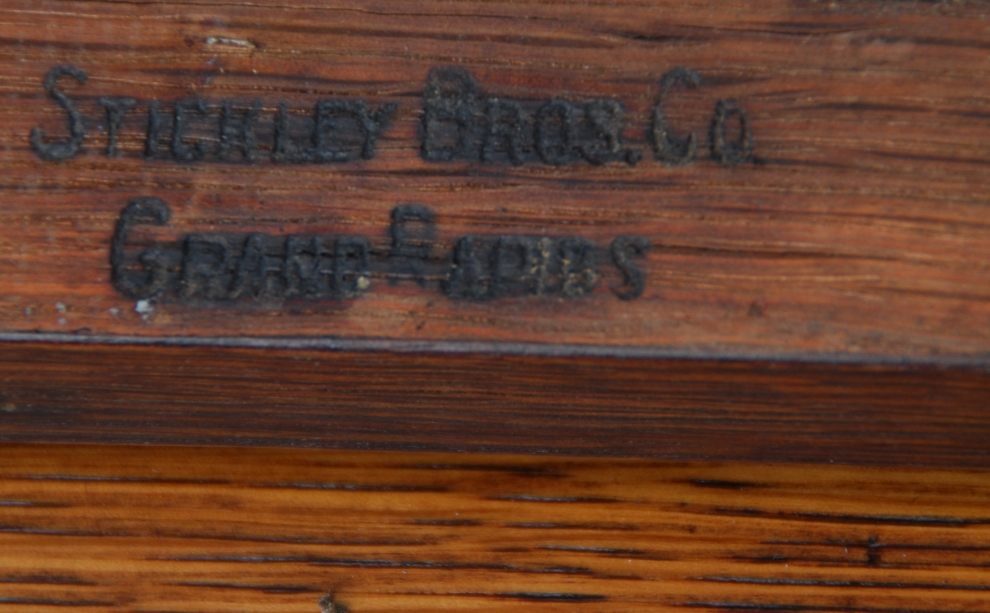 STICKLEY BROS. CO
GRAND RAPIDS